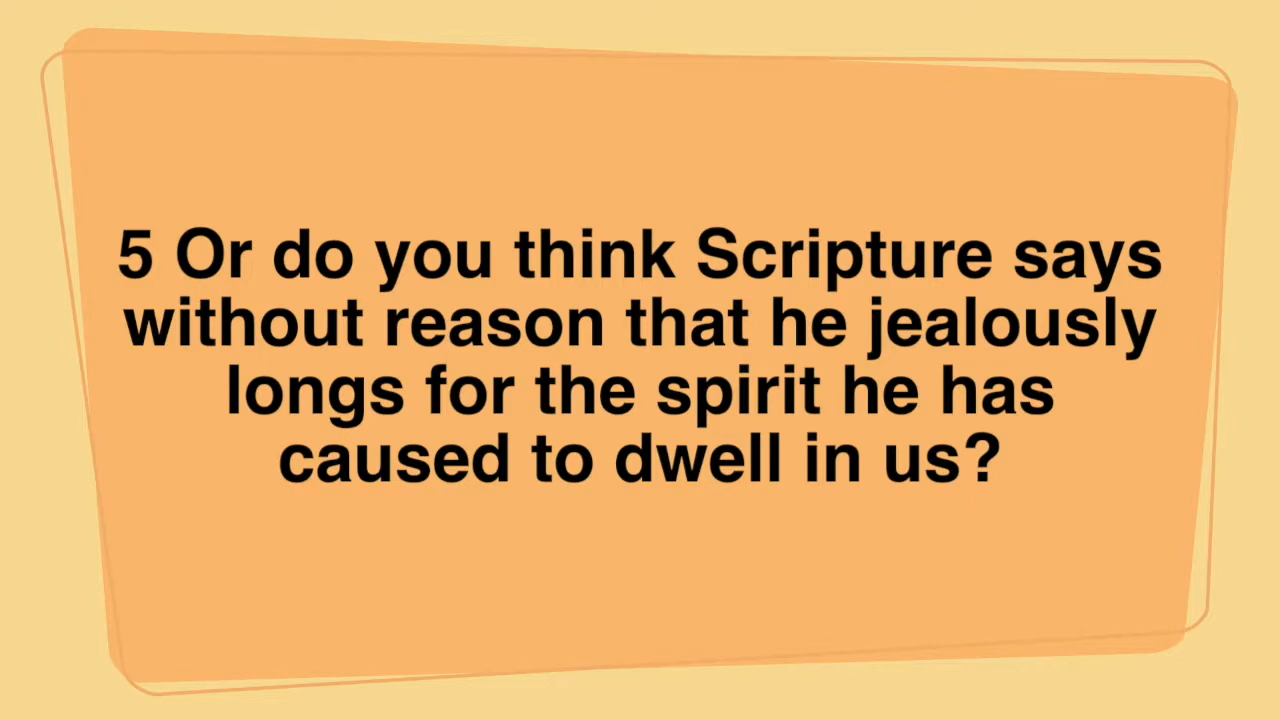 5 Or do you think Scripture says
without reason that he jealously
longs for the spirit he has
caused to dwell in us?